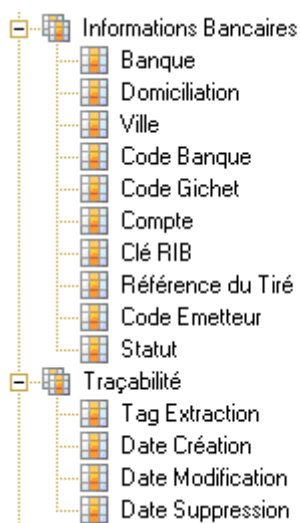 Informations Bancaires
Banque
Domiciliation
Ville
Code Banque
Code Gichet
Compte
Clé RIB
Référence du Tiré
Code Emetteur
Statut
Traçabilité
Tag Extraction
Date Création
Date Modification
Date Suppression